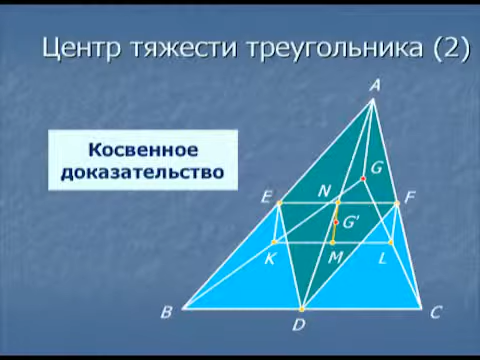 Центр тяжести треугольника (2)
Косвенное
доказательство
A
G
E N F
G'
K M L
B D C